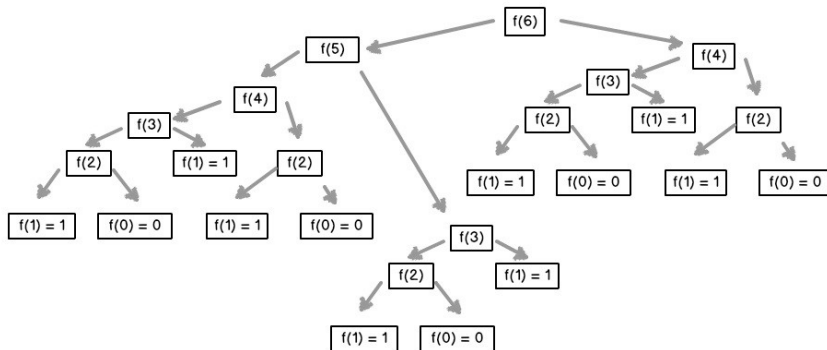 f(6)
f(5)
f(4)
f(4)
f(3)
f(3)
f(2)
f(1) = 1
f(2)
f(2)
f(1) = 1
f(2)
f(1) = 1
f(0) = 0
f(1) = 1
f(0) = 0
f(1) = 1
f(0) = 0
f(1) = 1
f(0) = 0
f(3)
f(2)
f(1) = 1
f(1) = 1
f(0) = 0